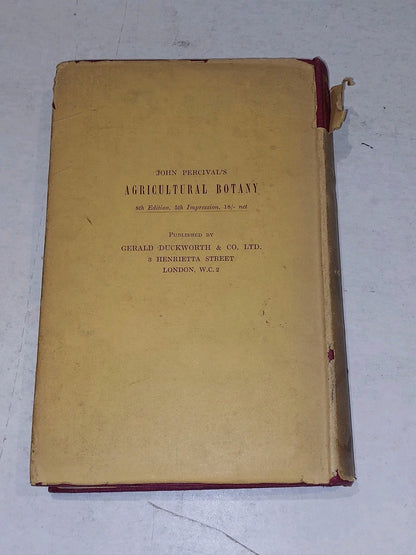 JOHN PERCIVAL'S
AGRICULTURAL BOTANY
8th Edition, 5th Impression, 18/- net
PUBLISHED BY
GERALD DUCKWORTH & CO. LTD.
3 HENRIETTA STREET
LONDON, W.C.2